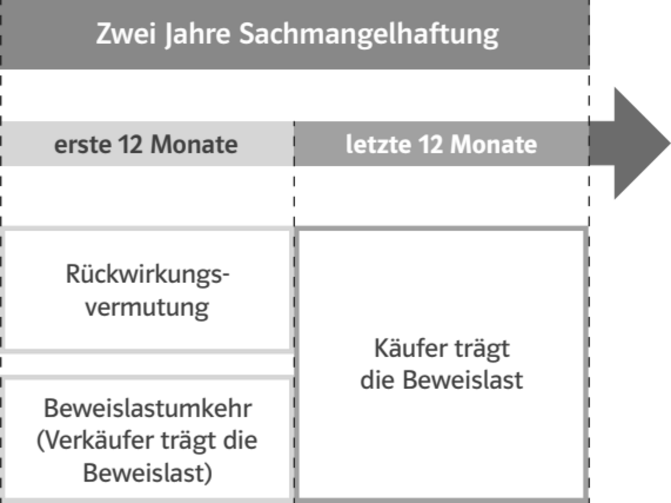 Zwei Jahre Sachmangelhaftung
erste 12 Monate
letzte 12 Monate
Rückwirkungs-
vermutung
Beweislastumkehr
(Verkäufer trägt die
Beweislast)
Käufer trägt
die Beweislast